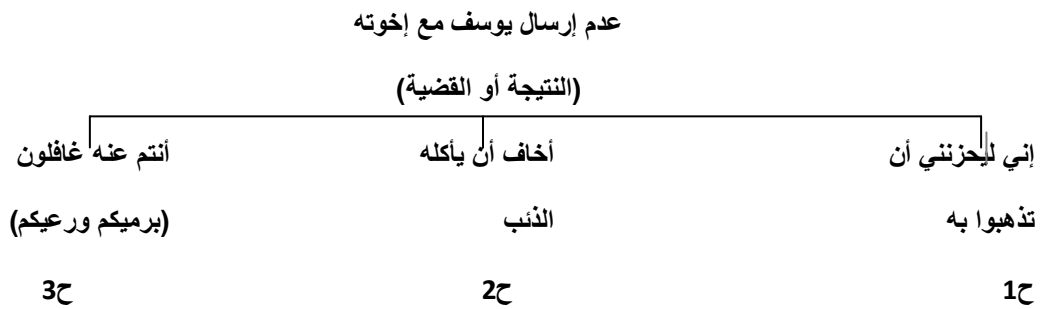 عدم إرسال يوسف مع إخوته
(النتيجة أو القضية)
إني ليحزنني أن أخاف أن يأكله أنتم عنه غافلون
تذهبوا به الذئب (برميكم ورعيكم)
ح1 ح2 ح3